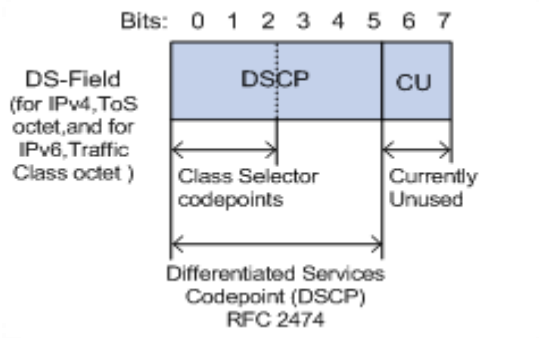 Bits: 0 1 2 3 4 5 6 7
DS-Field
(for IPv4,ToS
octet,and for
IPv6,Traffic
Class octet )
DSCP
CU
Class Selector
codepoints
Currently
Unused
Differentiated Services
Codepoint (DSCP)
RFC 2474